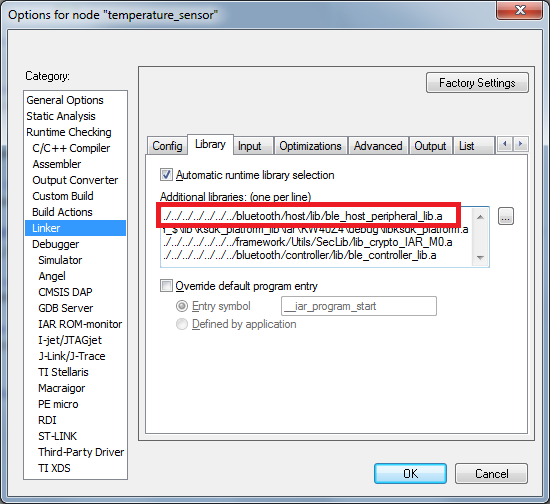 Options for node "temperature_sensor"
Category:
Factory Settings
General Options
Static Analysis
Runtime Checking
C/C++ Compiler
Assembler
Output Converter
Custom Build
Build Actions
Linker
Debugger
Simulator
Angel
CMSIS DAP
GDB Server
IAR ROM-monitor
I-jet/JTAGjet
J-Link/J-Trace
TI Stellaris
Macraigor
PE micro
RDI
ST-LINK
Third-Party Driver
TI XDS
Config Library Input Optimizations Advanced Output List
Automatic runtime library selection
Additional libraries: (one per line)
./../../../../../../../bluetooth/host/lib/ble_host_peripheral_lib.a
...
./../../../../../../../framework/Utils/SecLib/lib_crypto_IAR_M0.a
./../../../../../../../bluetooth/controller/lib/ble_controller_lib.a
Override default program entry
Entry symbol __iar_program_start
Defined by application
OK Cancel